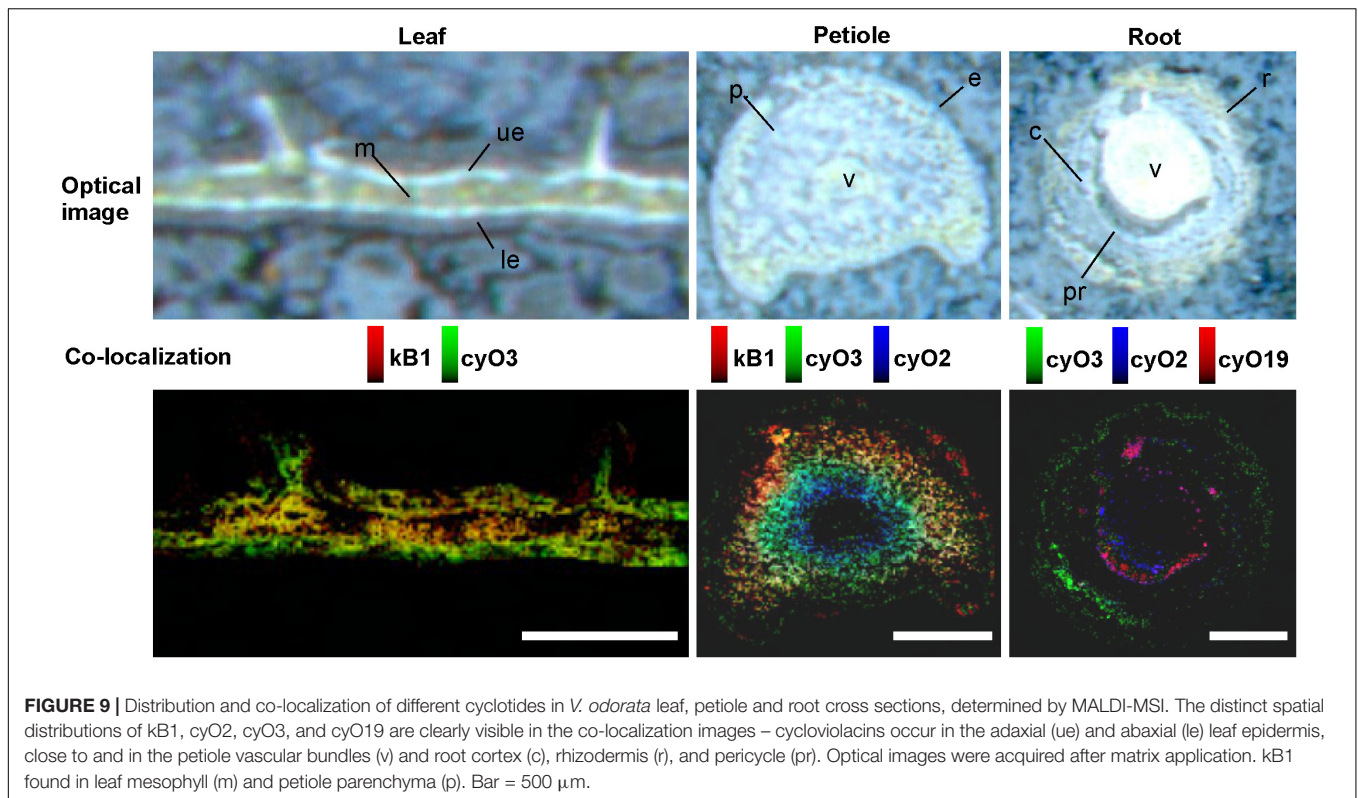 Leaf
Petiole
Root
Optical
image
m
ue
le
p
e
v
c
r
v
pr
Co-localization
kB1
cyO3
kB1
cyO3
cyO2
cyO3
cyO2
cyO19
FIGURE 9 | Distribution and co-localization of different cyclotides in V. odorata leaf, petiole and root cross sections, determined by MALDI-MSI. The distinct spatial
distributions of kB1, cyO2, cyO3, and cyO19 are clearly visible in the co-localization images – cycloviolacins occur in the adaxial (ue) and abaxial (le) leaf epidermis,
close to and in the petiole vascular bundles (v) and root cortex (c), rhizodermis (r), and pericycle (pr). Optical images were acquired after matrix application. kB1
found in leaf mesophyll (m) and petiole parenchyma (p). Bar = 500 μm.